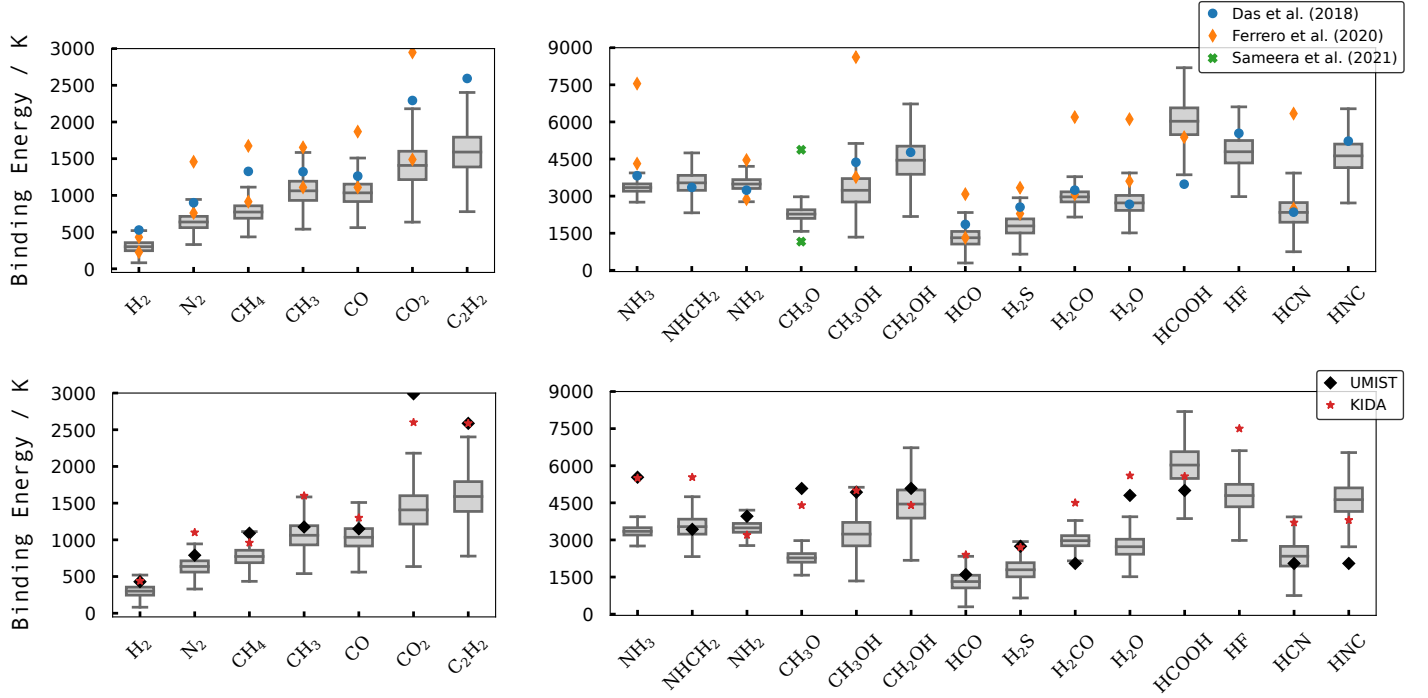 Das et al. (2018)
Ferrero et al. (2020)
Sameera et al. (2021)
Binding Energy / K
3000
2500
2000
1500
1000
500
0
H₂ N₂ CH₄ CH₃ CO CO₂ C₂H₂
9000
7500
6000
4500
3000
1500
0
NH₃ NHCH₂ NH₂ CH₃O CH₃OH CH₂OH HCO H₂S H₂CO H₂O HCOOH HF HCN HNC
Binding Energy / K
3000
2500
2000
1500
1000
500
0
H₂ N₂ CH₄ CH₃ CO CO₂ C₂H₂
9000
7500
6000
4500
3000
1500
0
UMIST
KIDA
NH₃ NHCH₂ NH₂ CH₃O CH₃OH CH₂OH HCO H₂S H₂CO H₂O HCOOH HF HCN HNC